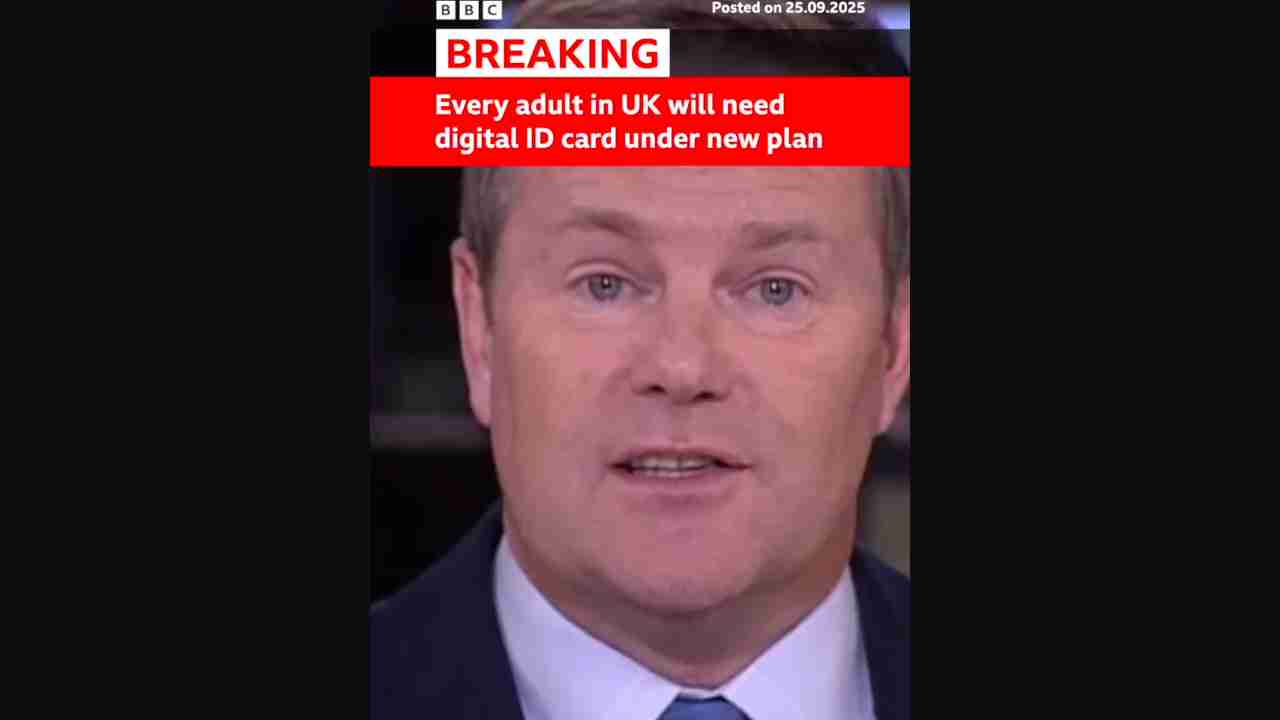 BBC
Posted on 25.09.2025
BREAKING
Every adult in UK will need
digital ID card under new plan